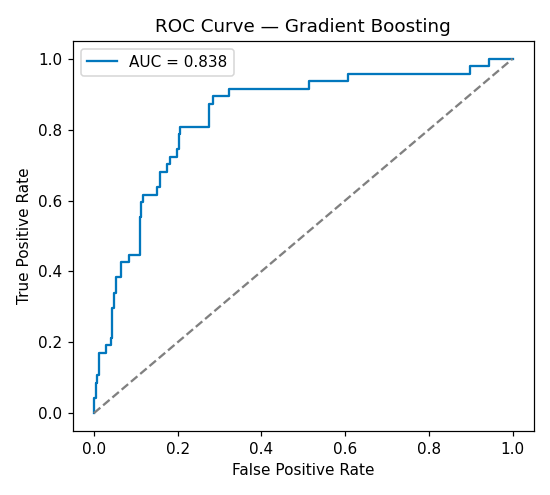 ROC Curve — Gradient Boosting
AUC = 0.838
True Positive Rate
1.0
0.8
0.6
0.4
0.2
0.0
0.0 0.2 0.4 0.6 0.8 1.0
False Positive Rate